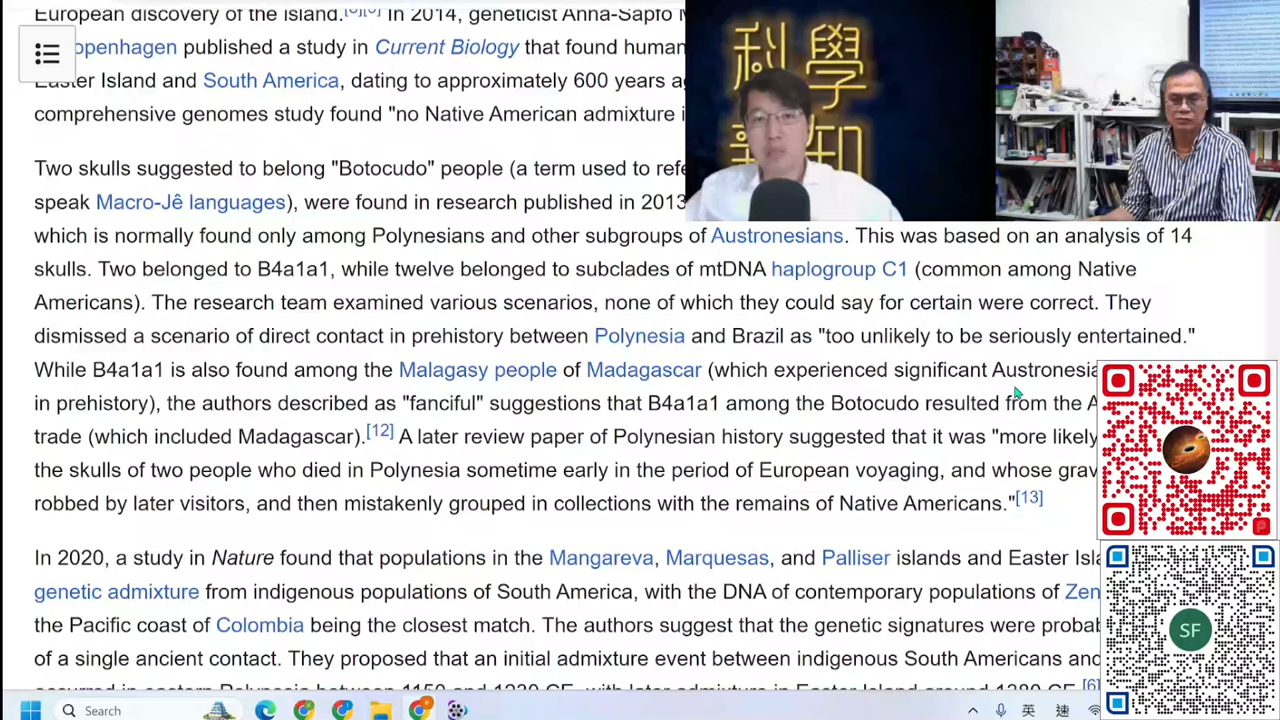 European discovery of the island.[8][9] In 2014, geneticist Anna-Sapfo
openhagen published a study in Current Biology that found human
Easter Island and South America, dating to approximately 600 years
comprehensive genomes study found "no Native American admixture
科學
新知
Two skulls suggested to belong "Botocudo" people (a term used to
speak Macro-Jê languages), were found in research published in 2013
which is normally found only among Polynesians and other subgroups of Austronesians. This was based on an analysis of 14
skulls. Two belonged to B4a1a1, while twelve belonged to subclades of mtDNA haplogroup C1 (common among Native
Americans). The research team examined various scenarios, none of which they could say for certain were correct. They
dismissed a scenario of direct contact in prehistory between Polynesia and Brazil as "too unlikely to be seriously entertained."
While B4a1a1 is also found among the Malagasy people of Madagascar (which experienced significant
in prehistory), the authors described as "fanciful" suggestions that B4a1a1 among the Botocudo resulted from the
trade (which included Madagascar).[12] A later review paper of Polynesian history suggested that it was "more likely
the skulls of two people who died in Polynesia sometime early in the period of European voyaging, and whose
robbed by later visitors, and then mistakenly grouped in collections with the remains of Native Americans."[13]
In 2020, a study in Nature found that populations in the Mangareva, Marquesas, and Palliser islands and Easter
genetic admixture from indigenous populations of South America, with the DNA of contemporary populations of
the Pacific coast of Colombia being the closest match. The authors suggest that the genetic signatures were
of a single ancient contact. They proposed that an initial admixture event between indigenous South Americans and
SF
Search
英
速